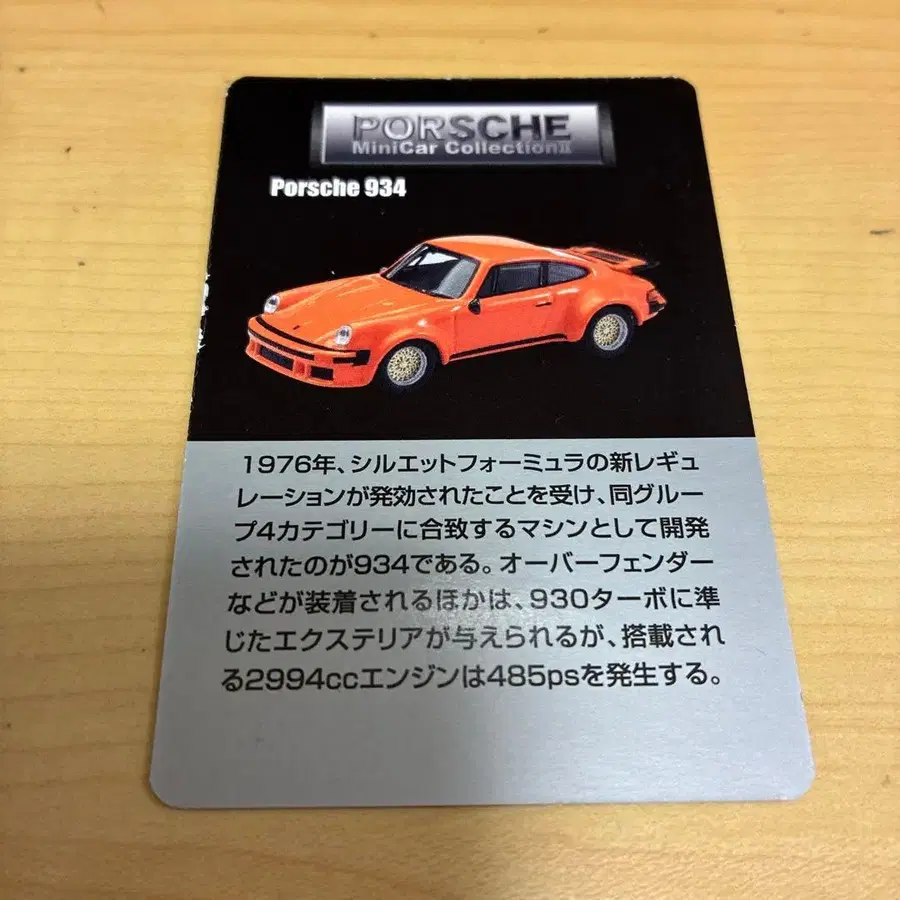 PORSCHE
MiniCar CollectionII
Porsche 934
1976年、シルエットフォーミュラの新レギュ
レーションが発効されたことを受け、同グルー
プ4カテゴリーに合致するマシンとして開発
されたのが934である。オーバーフェンダー
などが装着されるほかは、930ターボに準
じたエクステリアが与えられるが、搭載され
る2994ccエンジンは485psを発生する。